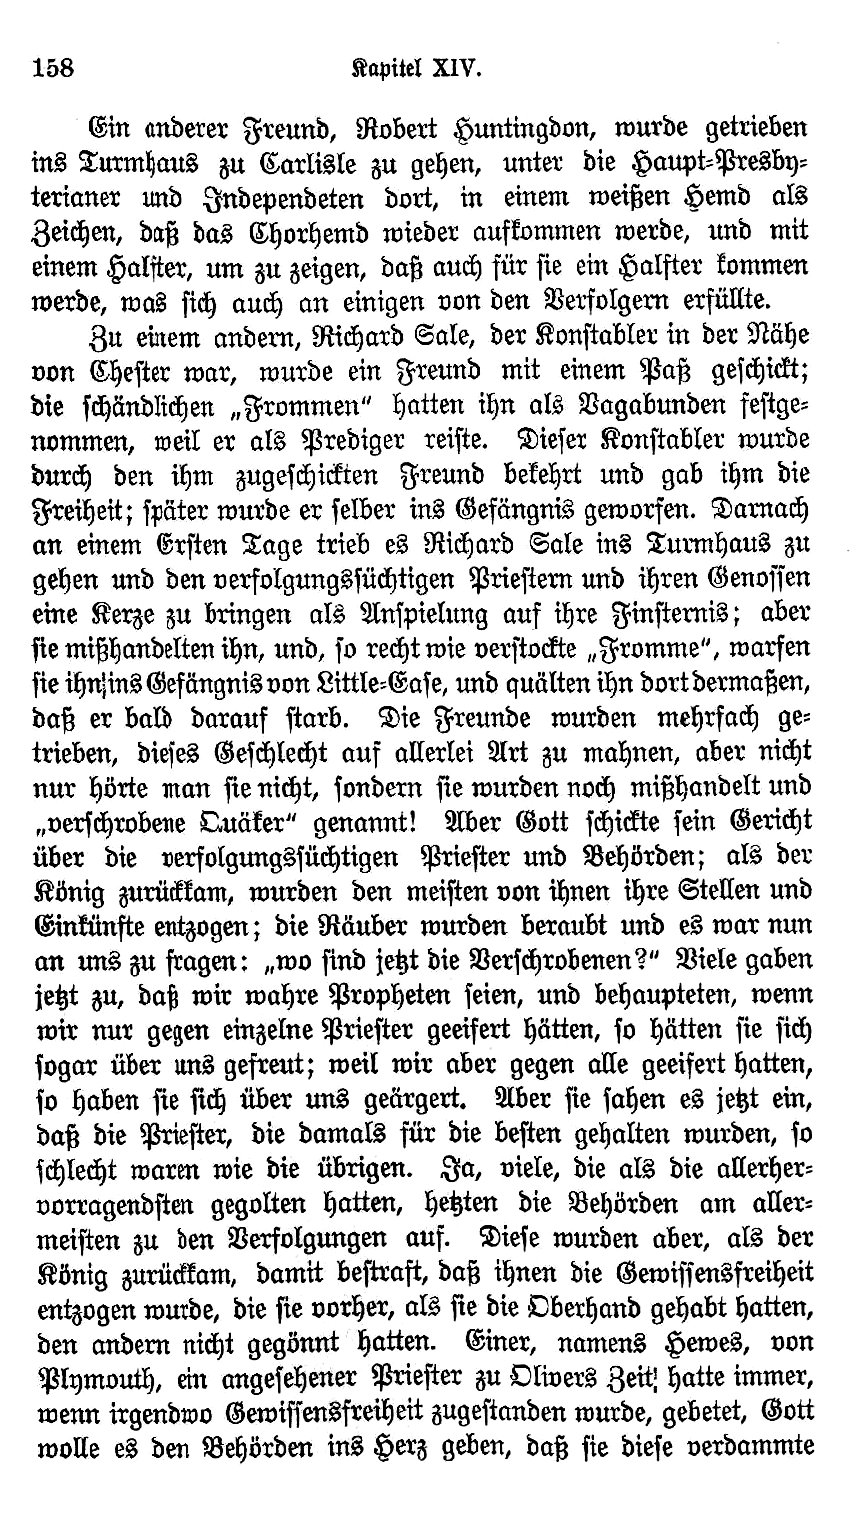 158 Kapitel XIV.
Ein anderer Freund, Robert Huntingdon, wurde getrieben
ins Turmhaus zu Carlisle zu gehen, unter die Haupt-Presby-
terianer und Independeten dort, in einem weißen Hemd als
Zeichen, daß das Chorhemd wieder aufkommen werde, und mit
einem Halfter, um zu zeigen, daß auch für sie ein Halfter kommen
werde, was sich auch an einigen von den Verfolgern erfüllte.
Zu einem andern, Richard Sale, der Konstabler in der Nähe
von Chester war, wurde ein Freund mit einem Paß geschickt;
die schändlichen „Frommen“ hatten ihn als Vagabunden festge-
nommen, weil er als Prediger reiste. Dieser Konstabler wurde
durch den ihm zugeschickten Freund bekehrt und gab ihm die
Freiheit; später wurde er selber ins Gefängnis geworfen. Darnach
an einem Ersten Tage trieb es Richard Sale ins Turmhaus zu
gehen und den verfolgungssüchtigen Priestern und ihren Genossen
eine Kerze zu bringen als Anspielung auf ihre Finsternis; aber
sie mißhandelten ihn, und, so recht wie verstockte „Fromme“, warfen
sie ihn ins Gefängnis von Little-Ease, und quälten ihn dort dermaßen,
daß er bald darauf starb. Die Freunde wurden mehrfach ge-
trieben, dieses Geschlecht auf allerlei Art zu mahnen, aber nicht
nur hörte man sie nicht, sondern sie wurden noch mißhandelt und
„verschrobene Quäker“ genannt! Aber Gott schickte sein Gericht
über die verfolgungssüchtigen Priester und Behörden; als der
König zurückkam, wurden den meisten von ihnen ihre Stellen und
Einkünfte entzogen; die Räuber wurden beraubt und es war nun
an uns zu fragen: „wo sind jetzt die Verschrobenen?“ Viele gaben
jetzt zu, daß wir wahre Propheten seien, und behaupteten, wenn
wir nur gegen einzelne Priester geeifert hätten, so hätten sie sich
sogar über uns gefreut; weil wir aber gegen alle geeifert hatten,
so haben sie sich über uns geärgert. Aber sie sahen es jetzt ein,
daß die Priester, die damals für die besten gehalten wurden, so
schlecht waren wie die übrigen. Ja, viele, die als die allerher-
vorragendsten gegolten hatten, hetzten die Behörden am aller-
meisten zu den Verfolgungen auf. Diese wurden aber, als der
König zurückkam, damit bestraft, daß ihnen die Gewissensfreiheit
entzogen wurde, die sie vorher, als sie die Oberhand gehabt hatten,
den andern nicht gegönnt hatten. Einer, namens Hewes, von
Plymouth, ein angesehener Priester zu Olivers Zeit! hatte immer,
wenn irgendwo Gewissensfreiheit zugestanden wurde, gebetet, Gott
wolle es den Behörden ins Herz geben, daß sie diese verdammte